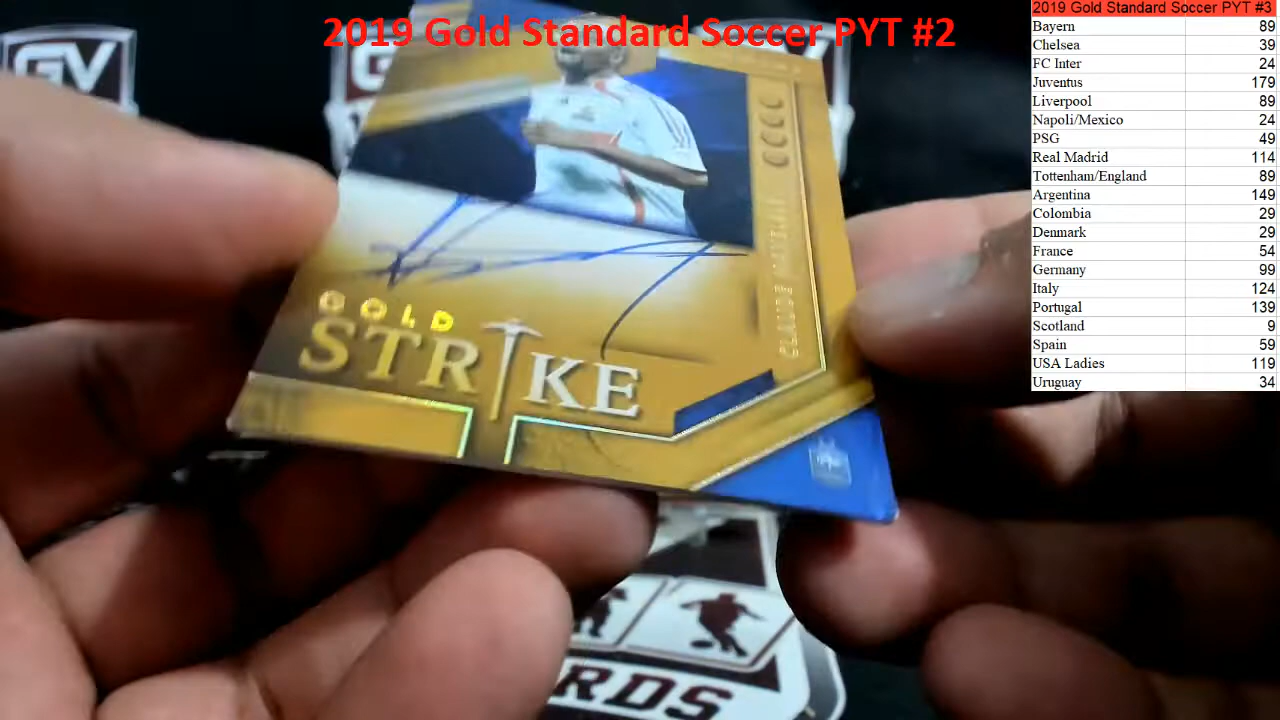 2019 Gold Standard Soccer PYT #2
GV
GOLD
STRIKE
CLAUDE
RDS
2019 Gold Standard Soccer PYT #3
Bayern 89
Chelsea 39
FC Inter 24
Juventus 179
Liverpool 89
Napoli/Mexico 24
PSG 49
Real Madrid 114
Tottenham/England 89
Argentina 149
Colombia 29
Denmark 29
France 54
Germany 99
Italy 124
Portugal 139
Scotland 9
Spain 59
USA Ladies 119
Uruguay 34